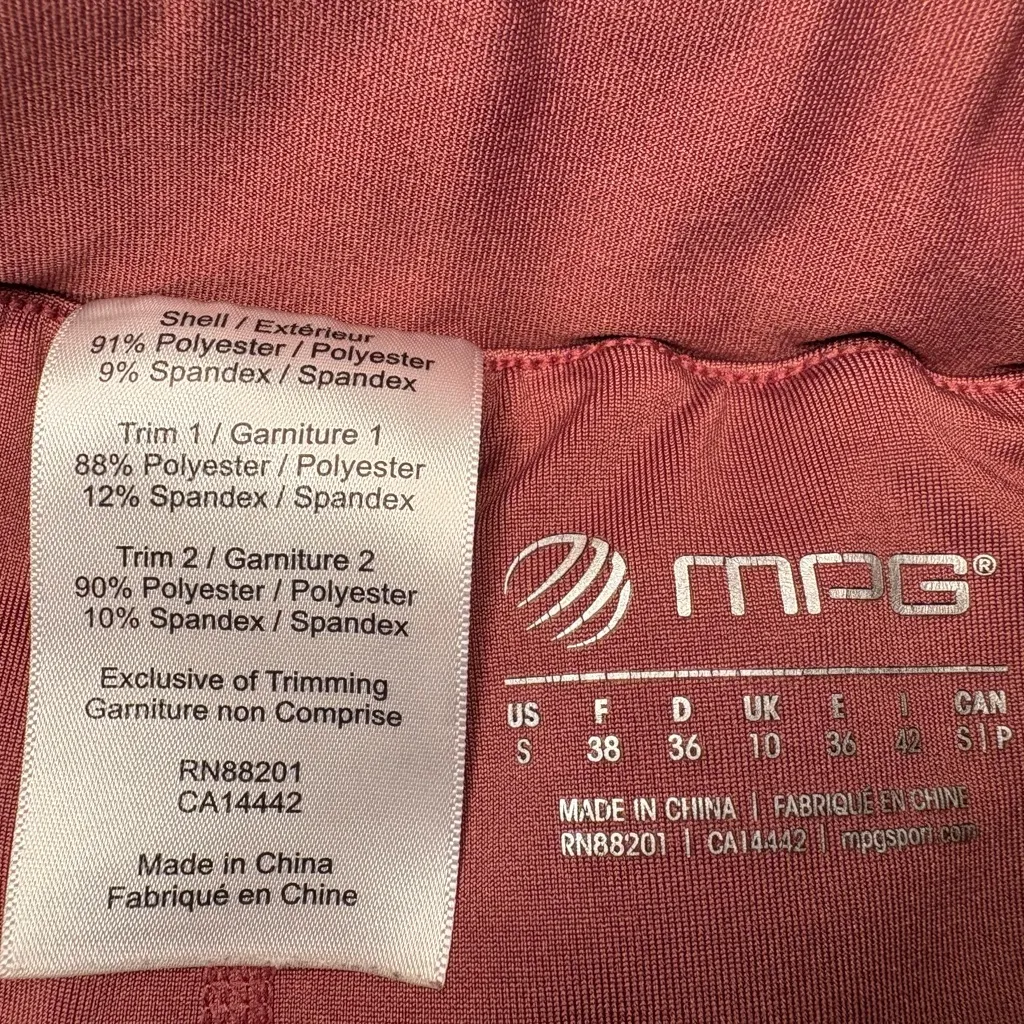 Shell / Extérieur
91% Polyester / Polyester
9% Spandex / Spandex
Trim 1 / Garniture 1
88% Polyester / Polyester
12% Spandex / Spandex
Trim 2 / Garniture 2
90% Polyester / Polyester
10% Spandex / Spandex
Exclusive of Trimming
Garniture non Comprise
RN88201
CA14442
Made in China
Fabriqué en Chine
MPG®
US F D UK E I CAN
S 38 36 10 36 42 S|P
MADE IN CHINA | FABRIQUÉ EN CHINE
RN88201 | CA14442 | mpgsport.com